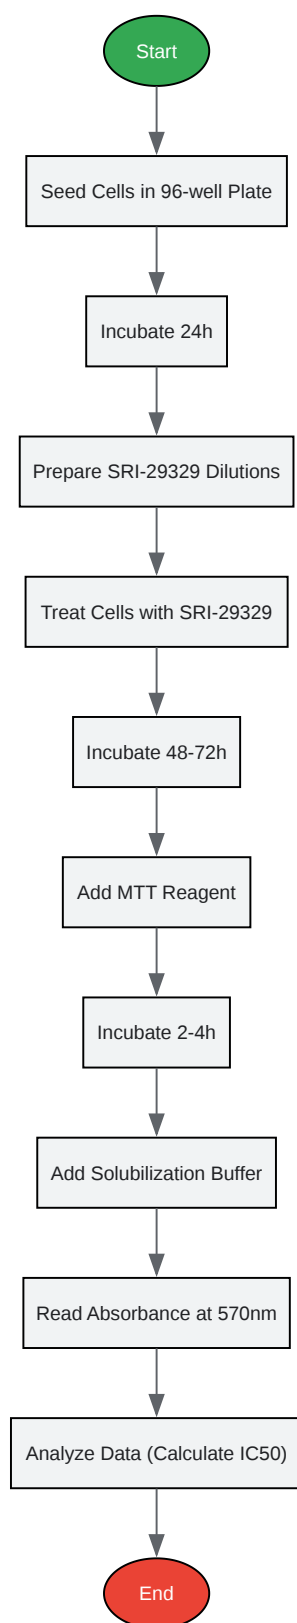 Start
Seed Cells in 96-well Plate
Incubate 24h
Prepare SRI-29329 Dilutions
Treat Cells with SRI-29329
Incubate 48-72h
Add MTT Reagent
Incubate 2-4h
Add Solubilization Buffer
Read Absorbance at 570nm
Analyze Data (Calculate IC50)
End